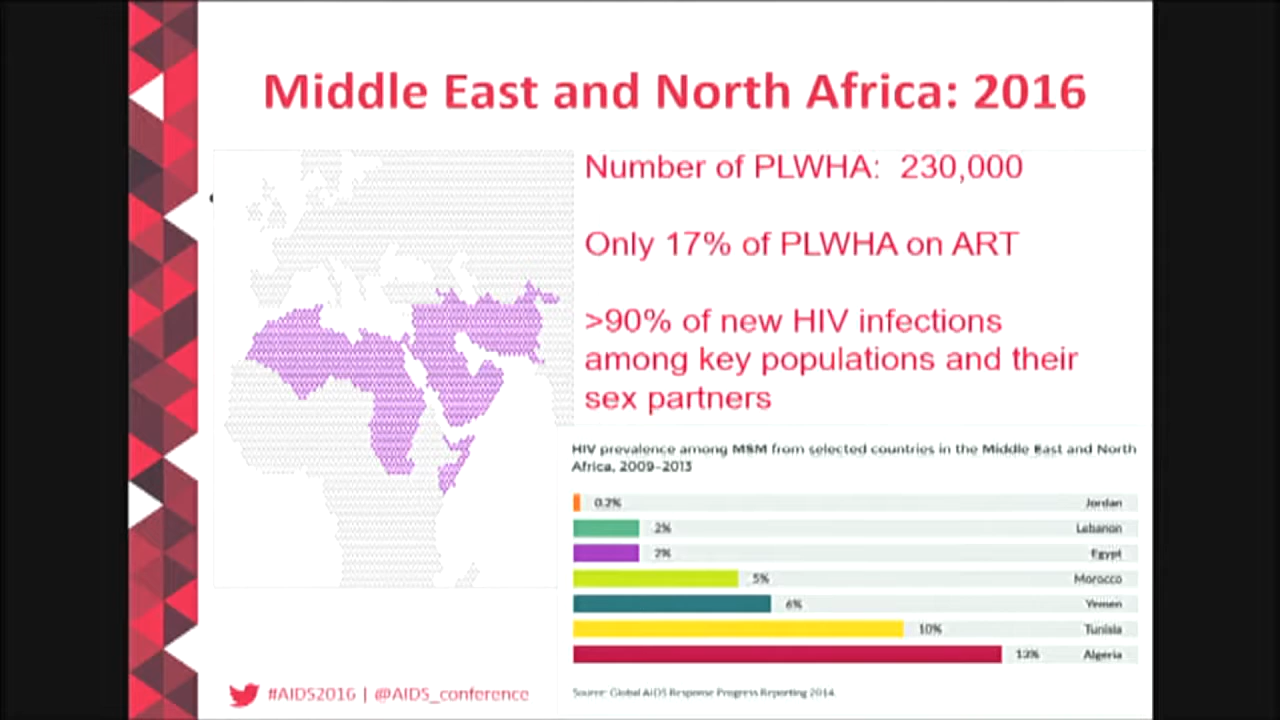 Middle East and North Africa: 2016
Number of PLWHA: 230,000
Only 17% of PLWHA on ART
>90% of new HIV infections
among key populations and their
sex partners
HIV prevalence among MSM from selected countries in the Middle East and North
Africa, 2009-2013
0.2% Jordan
2% Lebanon
2% Egypt
5% Morocco
6% Yemen
10% Tunisia
13% Algeria
Source: Global AIDS Response Progress Reporting 2014.
#AIDS2016 | @AIDS_conference